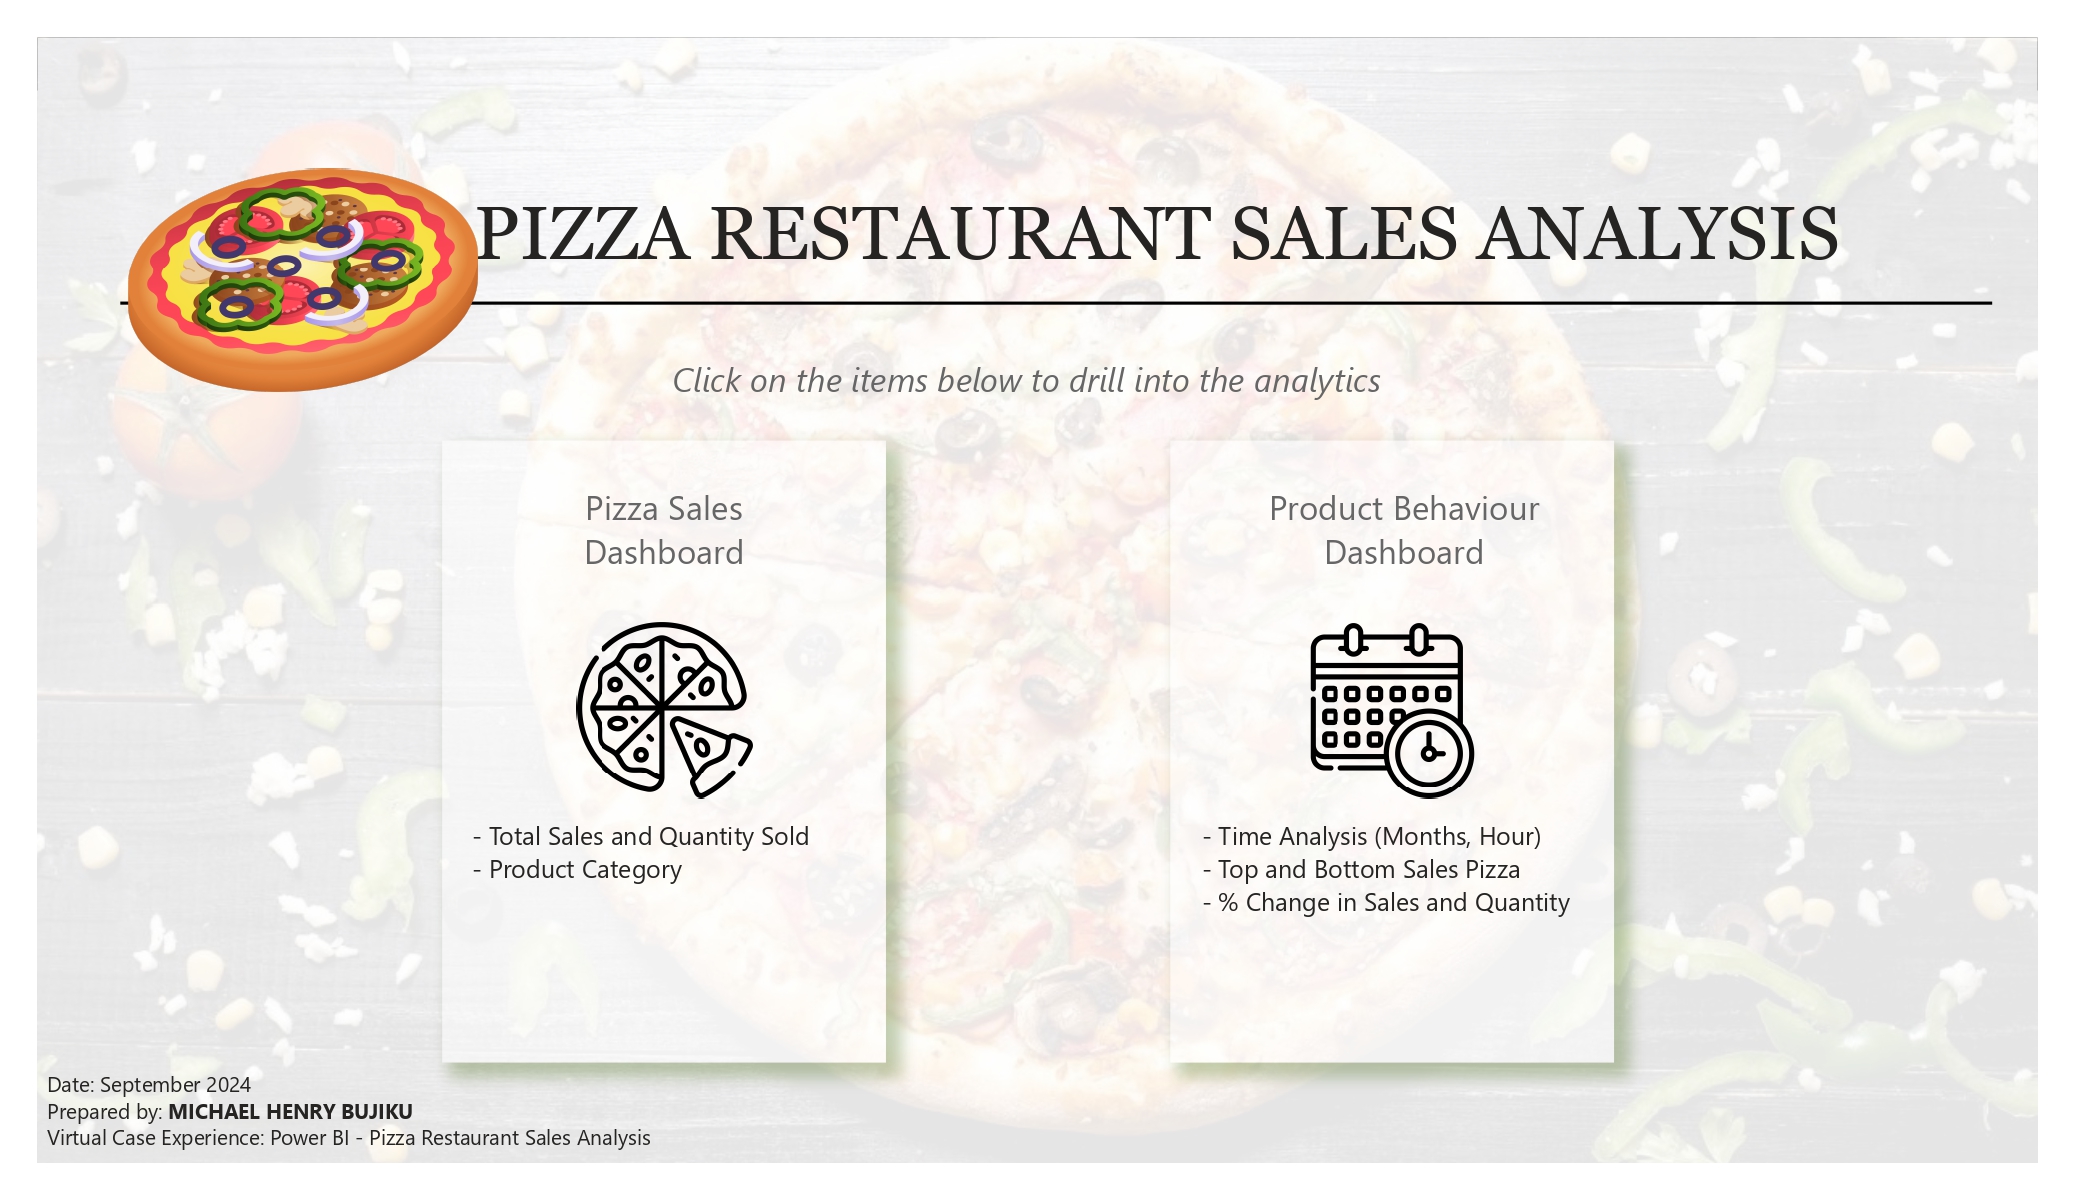 PIZZA RESTAURANT SALES ANALYSIS
Click on the items below to drill into the analytics
Pizza Sales
Dashboard
- Total Sales and Quantity Sold
- Product Category
Product Behaviour
Dashboard
- Time Analysis (Months, Hour)
- Top and Bottom Sales Pizza
- % Change in Sales and Quantity
Date: September 2024
Prepared by: MICHAEL HENRY BUJIKU
Virtual Case Experience: Power BI - Pizza Restaurant Sales Analysis